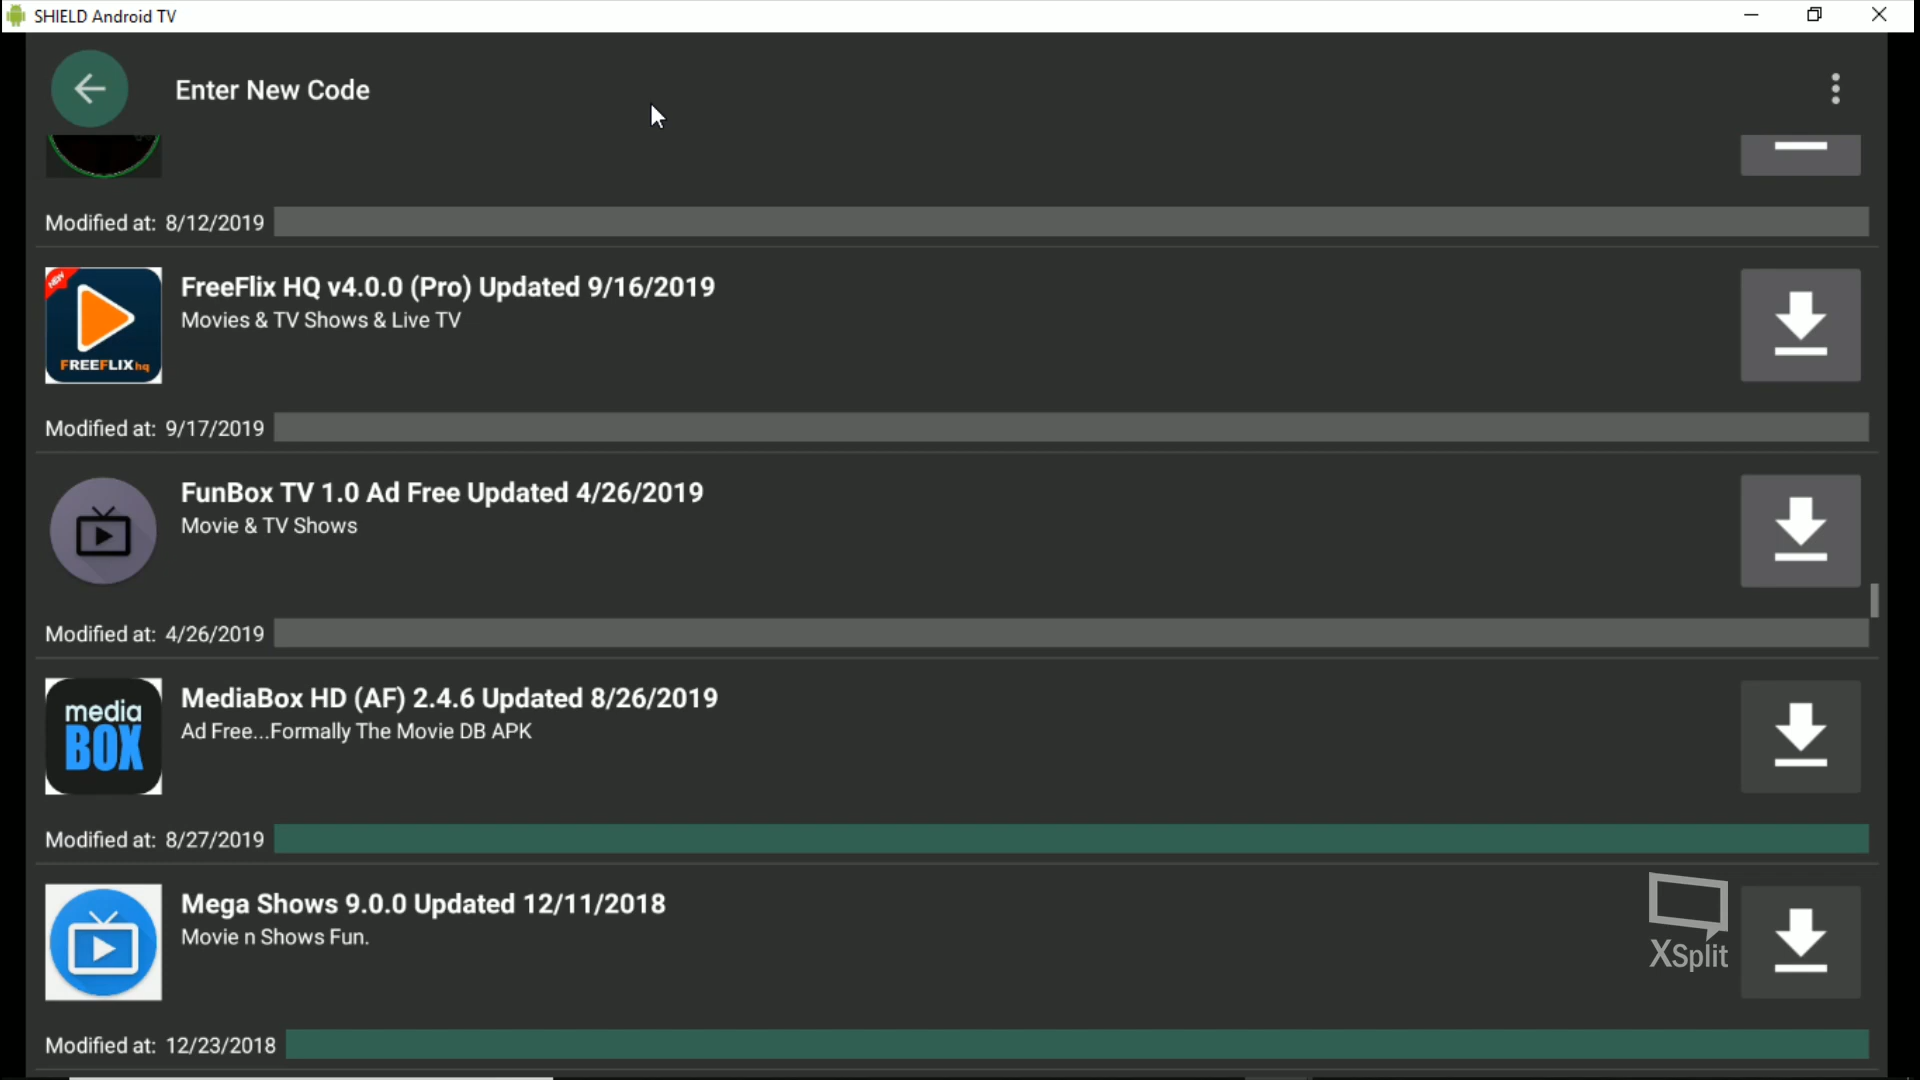 SHIELD Android TV
Enter New Code
Modified at: 8/12/2019
NEW
FREEFLIX hq
FreeFlix HQ v4.0.0 (Pro) Updated 9/16/2019
Movies & TV Shows & Live TV
Modified at: 9/17/2019
FunBox TV 1.0 Ad Free Updated 4/26/2019
Movie & TV Shows
Modified at: 4/26/2019
media
BOX
MediaBox HD (AF) 2.4.6 Updated 8/26/2019
Ad Free...Formally The Movie DB APK
Modified at: 8/27/2019
Mega Shows 9.0.0 Updated 12/11/2018
Movie n Shows Fun.
XSplit
Modified at: 12/23/2018